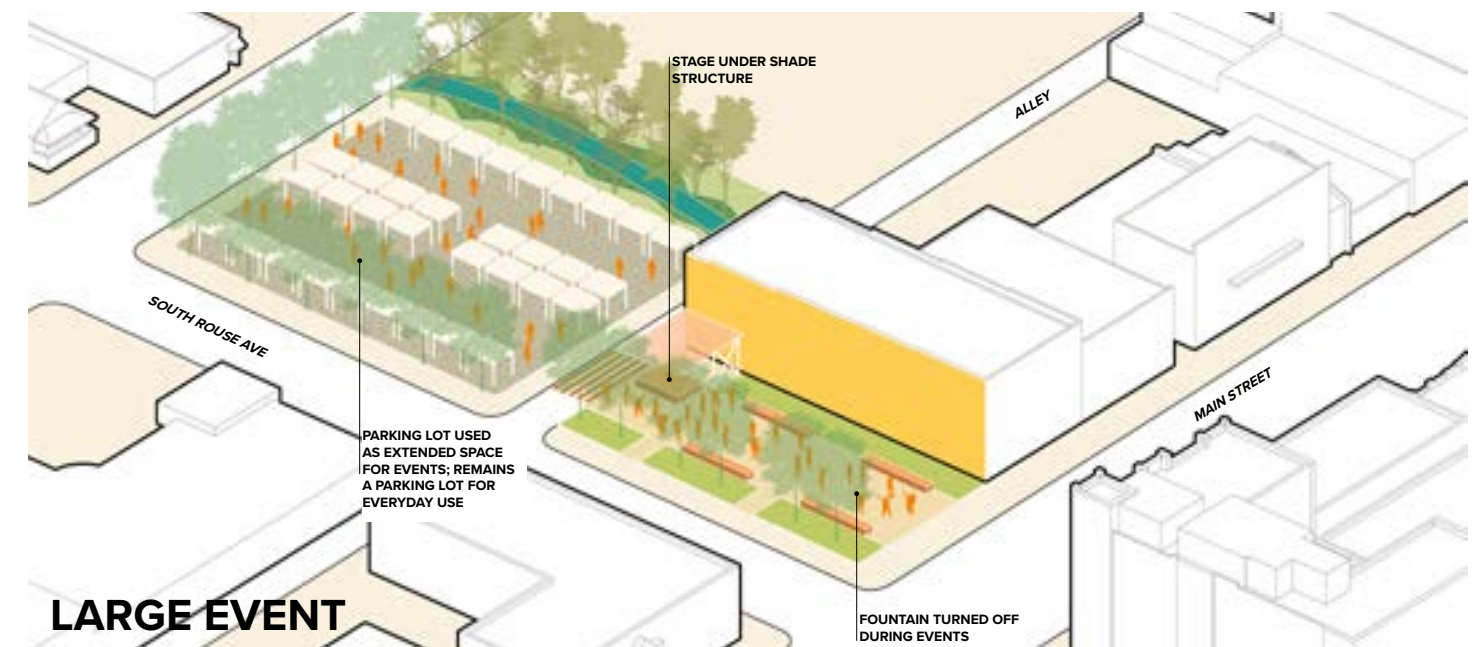 STAGE UNDER SHADE
STRUCTURE
ALLEY
SOUTH ROUSE AVE
MAIN STREET
PARKING LOT USED
AS EXTENDED SPACE
FOR EVENTS; REMAINS
A PARKING LOT FOR
EVERYDAY USE
LARGE EVENT
FOUNTAIN TURNED OFF
DURING EVENTS